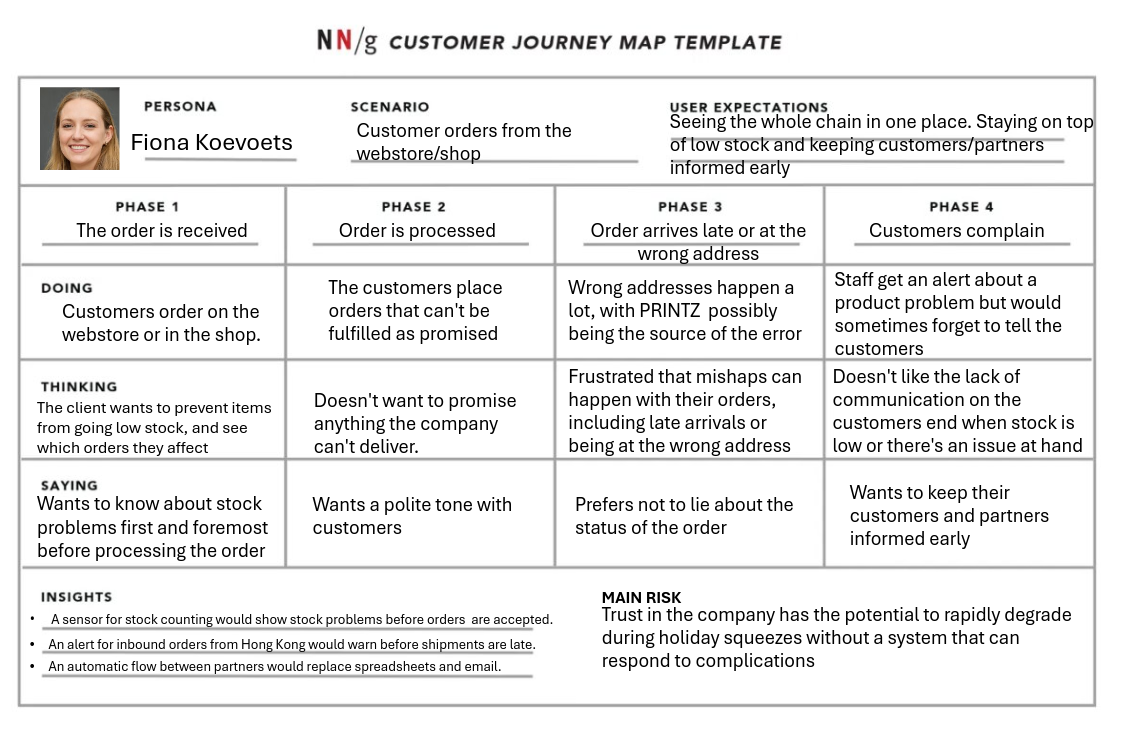 NN/g CUSTOMER JOURNEY MAP TEMPLATE
PERSONA
Fiona Koevoets
SCENARIO
Customer orders from the
webstore/shop
USER EXPECTATIONS
Seeing the whole chain in one place. Staying on top
of low stock and keeping customers/partners
informed early
PHASE 1
The order is received
PHASE 2
Order is processed
PHASE 3
Order arrives late or at the
wrong address
PHASE 4
Customers complain
DOING
Customers order on the
webstore or in the shop.
The customers place
orders that can't be
fulfilled as promised
Wrong addresses happen a
lot, with PRINTZ possibly
being the source of the error
Staff get an alert about a
product problem but would
sometimes forget to tell the
customers
THINKING
The client wants to prevent items
from going low stock, and see
which orders they affect
Doesn't want to promise
anything the company
can't deliver.
Frustrated that mishaps can
happen with their orders,
including late arrivals or
being at the wrong address
Doesn't like the lack of
communication on the
customers end when stock is
low or there's an issue at hand
SAYING
Wants to know about stock
problems first and foremost
before processing the order
Wants a polite tone with
customers
Prefers not to lie about the
status of the order
Wants to keep their
customers and partners
informed early
INSIGHTS
• A sensor for stock counting would show stock problems before orders are accepted.
• An alert for inbound orders from Hong Kong would warn before shipments are late.
• An automatic flow between partners would replace spreadsheets and email.
MAIN RISK
Trust in the company has the potential to rapidly degrade
during holiday squeezes without a system that can
respond to complications